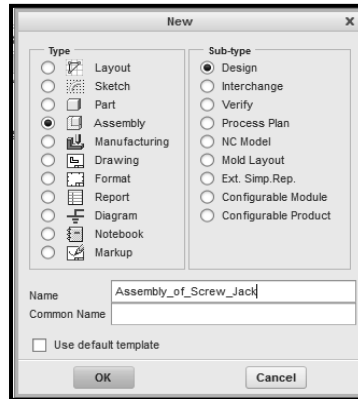 New
x
Type
Layout
Sketch
Part
Assembly
Manufacturing
Drawing
Format
Report
Diagram
Notebook
Markup
Sub-type
Design
Interchange
Verify
Process Plan
NC Model
Mold Layout
Ext. Simp.Rep.
Configurable Module
Configurable Product
Name Assembly_of_Screw_Jack
Common Name
Use default template
OK Cancel